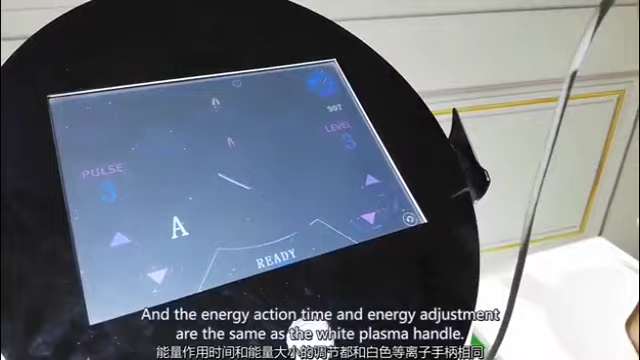 907
LEVEL
3
PULSE
3
A
READY
And the energy action time and energy adjustment
are the same as the white plasma handle.
能量作用时间和能量大小的调节都和白色等离子手柄相同